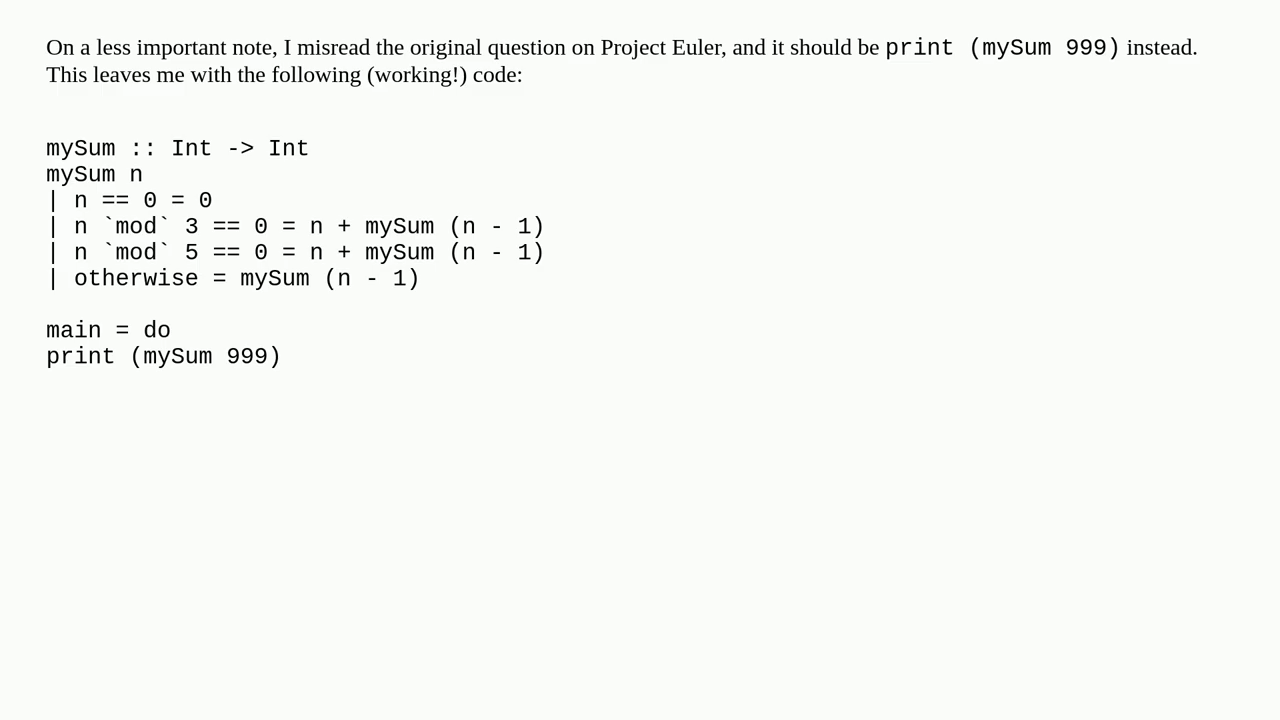 On a less important note, I misread the original question on Project Euler, and it should be print (mySum 999) instead.
This leaves me with the following (working!) code:
mySum :: Int -> Int
mySum n
| n == 0 = 0
| n `mod` 3 == 0 = n + mySum (n - 1)
| n `mod` 5 == 0 = n + mySum (n - 1)
| otherwise = mySum (n - 1)
main = do
print (mySum 999)